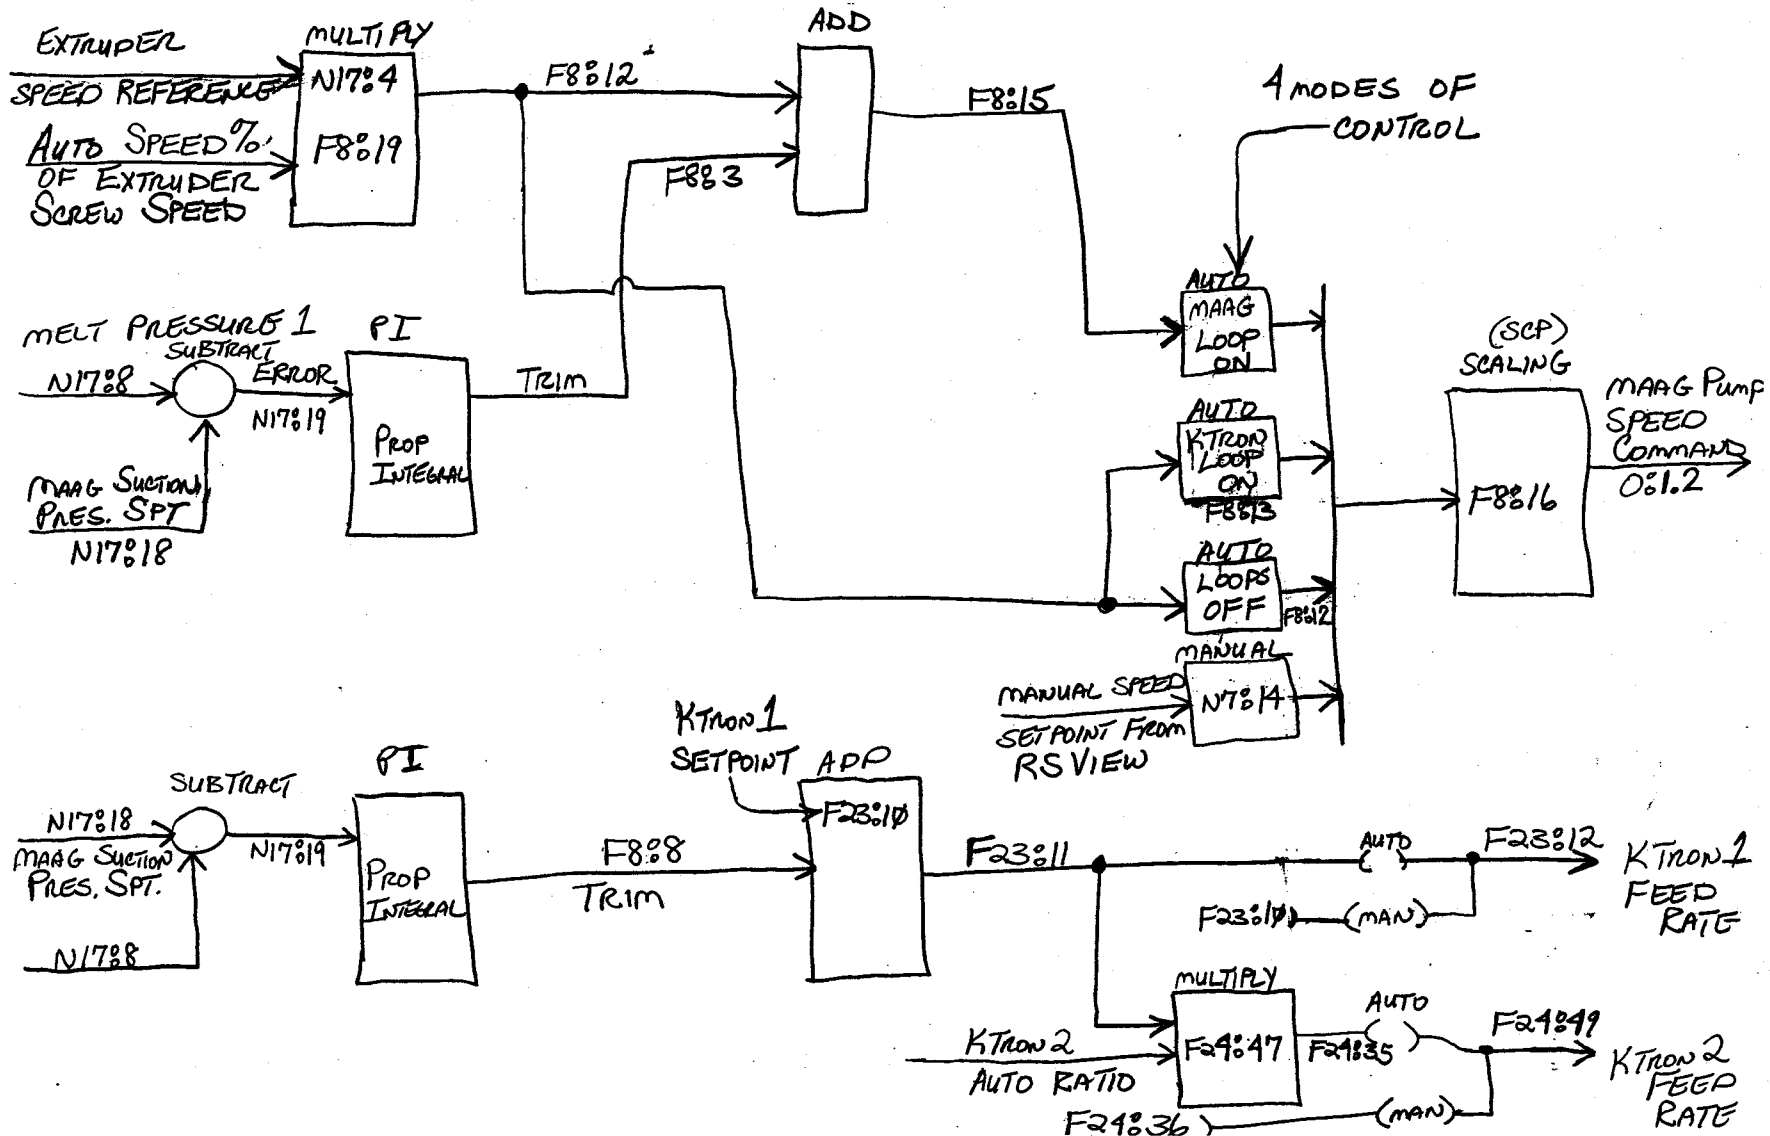 EXTRUDER
SPEED REFERENCE
AUTO SPEED %
OF EXTRUDER
SCREW SPEED
MULTIPLY
N17:4
F8:19
F8:12
ADD
F8:3
F8:15
4 MODES OF
CONTROL
MELT PRESSURE 1
SUBTRACT
N17:8
ERROR
N17:19
MAAG SUCTION
PRES. SPT
N17:18
PI
PROP
INTEGRAL
TRIM
AUTO
MAAG
LOOP
ON
AUTO
KTRON
LOOP
ON
F8:13
AUTO
LOOPS
OFF
F8:12
MANUAL
N7:14
MANUAL SPEED
SETPOINT FROM
RSVIEW
(SCP)
SCALING
F8:16
MAAG PUMP
SPEED
COMMAND
O:1.2
SUBTRACT
N17:18
MAAG SUCTION
PRES. SPT.
N17:8
N17:19
PI
PROP
INTEGRAL
F8:8
TRIM
KTRON 1
SETPOINT
ADD
F23:10
F23:11
AUTO
F23:12
KTRON 1
FEED
RATE
F23:10
(MAN)
MULTIPLY
F24:47
KTRON 2
AUTO RATIO
F24:35
AUTO
F24:49
KTRON 2
FEED
RATE
F24:36
(MAN)